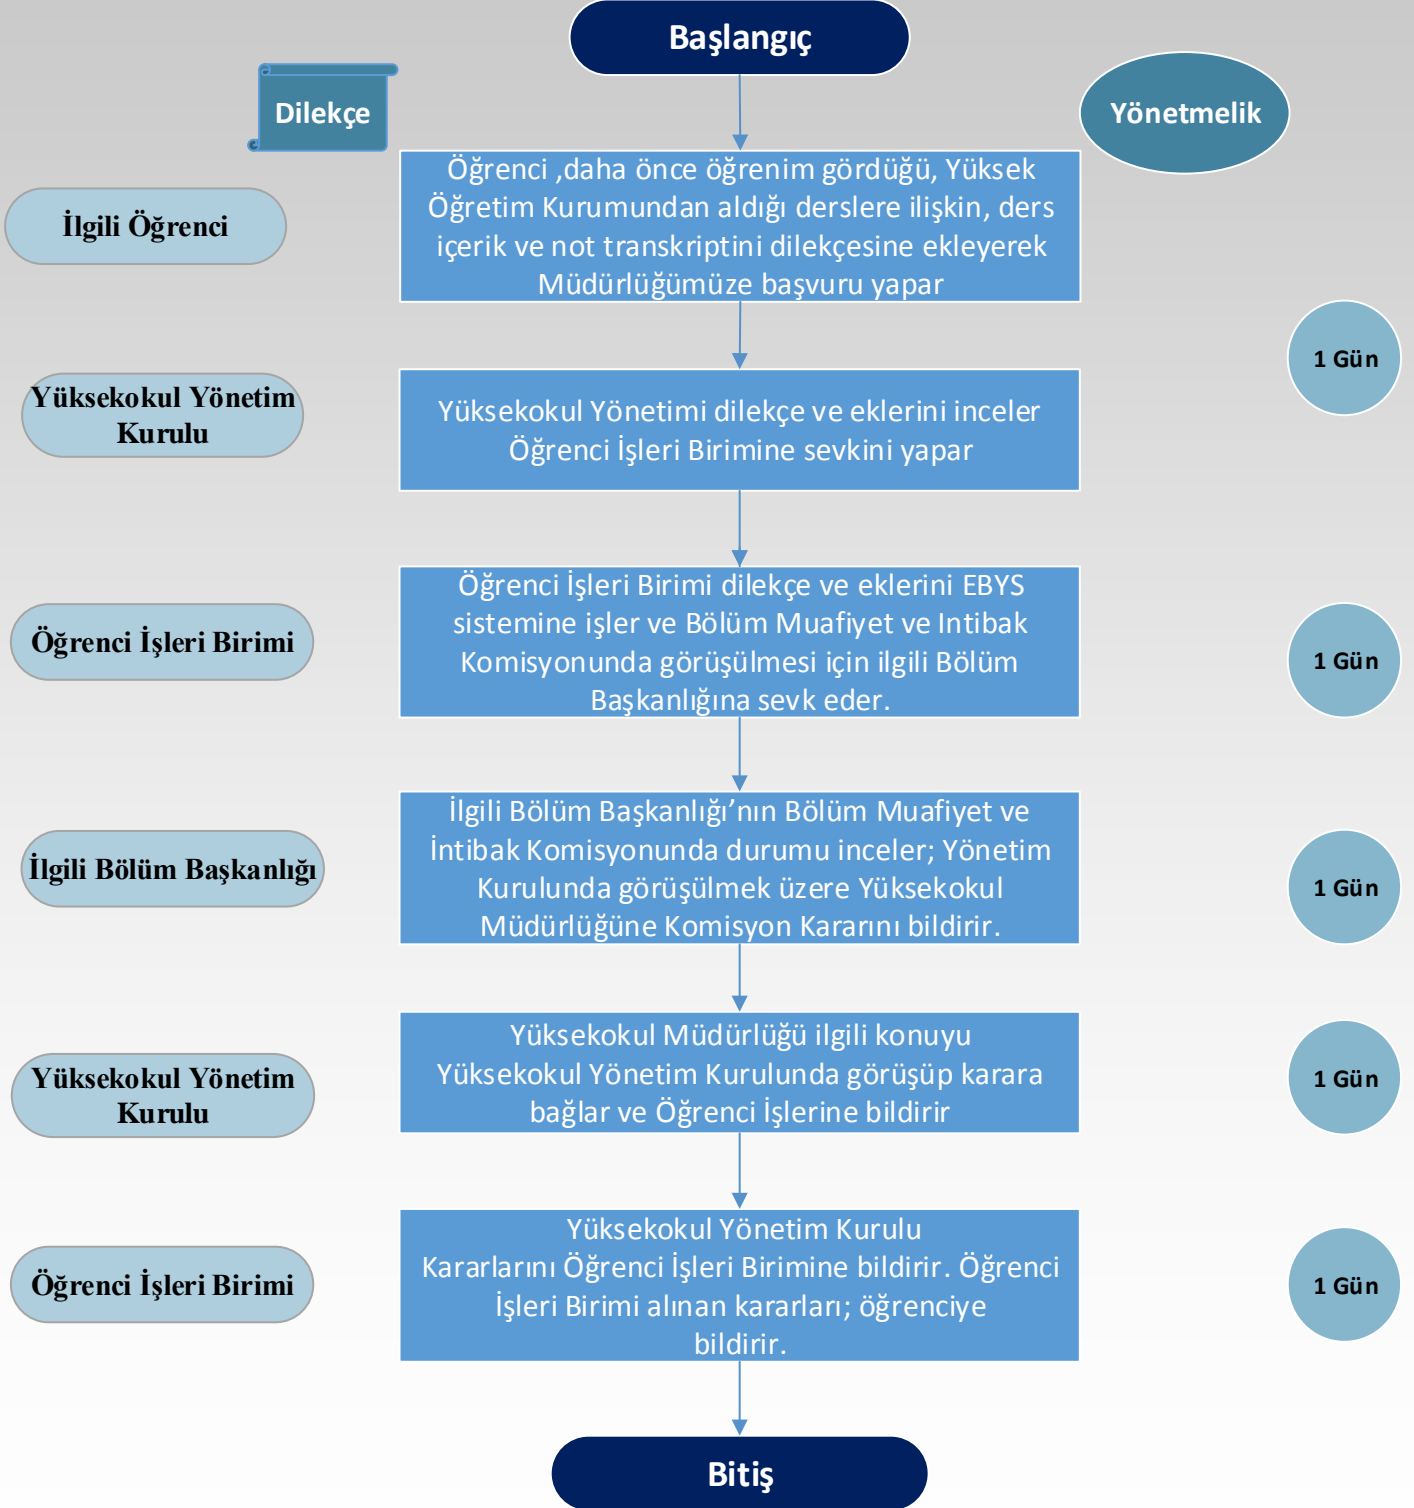 Başlangıç
Dilekçe
Yönetmelik
İlgili Öğrenci
Öğrenci ,daha önce öğrenim gördüğü, Yüksek
Öğretim Kurumundan aldığı derslere ilişkin, ders
içerik ve not transkriptini dilekçesine ekleyerek
Müdürlüğümüze başvuru yapar
1 Gün
Yüksekokul Yönetim
Kurulu
Yüksekokul Yönetimi dilekçe ve eklerini inceler
Öğrenci İşleri Birimine sevkini yapar
Öğrenci İşleri Birimi
Öğrenci İşleri Birimi dilekçe ve eklerini EBYS
sistemine işler ve Bölüm Muafiyet ve Intibak
Komisyonunda görüşülmesi için ilgili Bölüm
Başkanlığına sevk eder.
1 Gün
İlgili Bölüm Başkanlığı
İlgili Bölüm Başkanlığı’nın Bölüm Muafiyet ve
İntibak Komisyonunda durumu inceler; Yönetim
Kurulunda görüşülmek üzere Yüksekokul
Müdürlüğüne Komisyon Kararını bildirir.
1 Gün
Yüksekokul Yönetim
Kurulu
Yüksekokul Müdürlüğü ilgili konuyu
Yüksekokul Yönetim Kurulunda görüşüp karara
bağlar ve Öğrenci İşlerine bildirir
1 Gün
Öğrenci İşleri Birimi
Yüksekokul Yönetim Kurulu
Kararlarını Öğrenci İşleri Birimine bildirir. Öğrenci
İşleri Birimi alınan kararları; öğrenciye
bildirir.
1 Gün
Bitiş